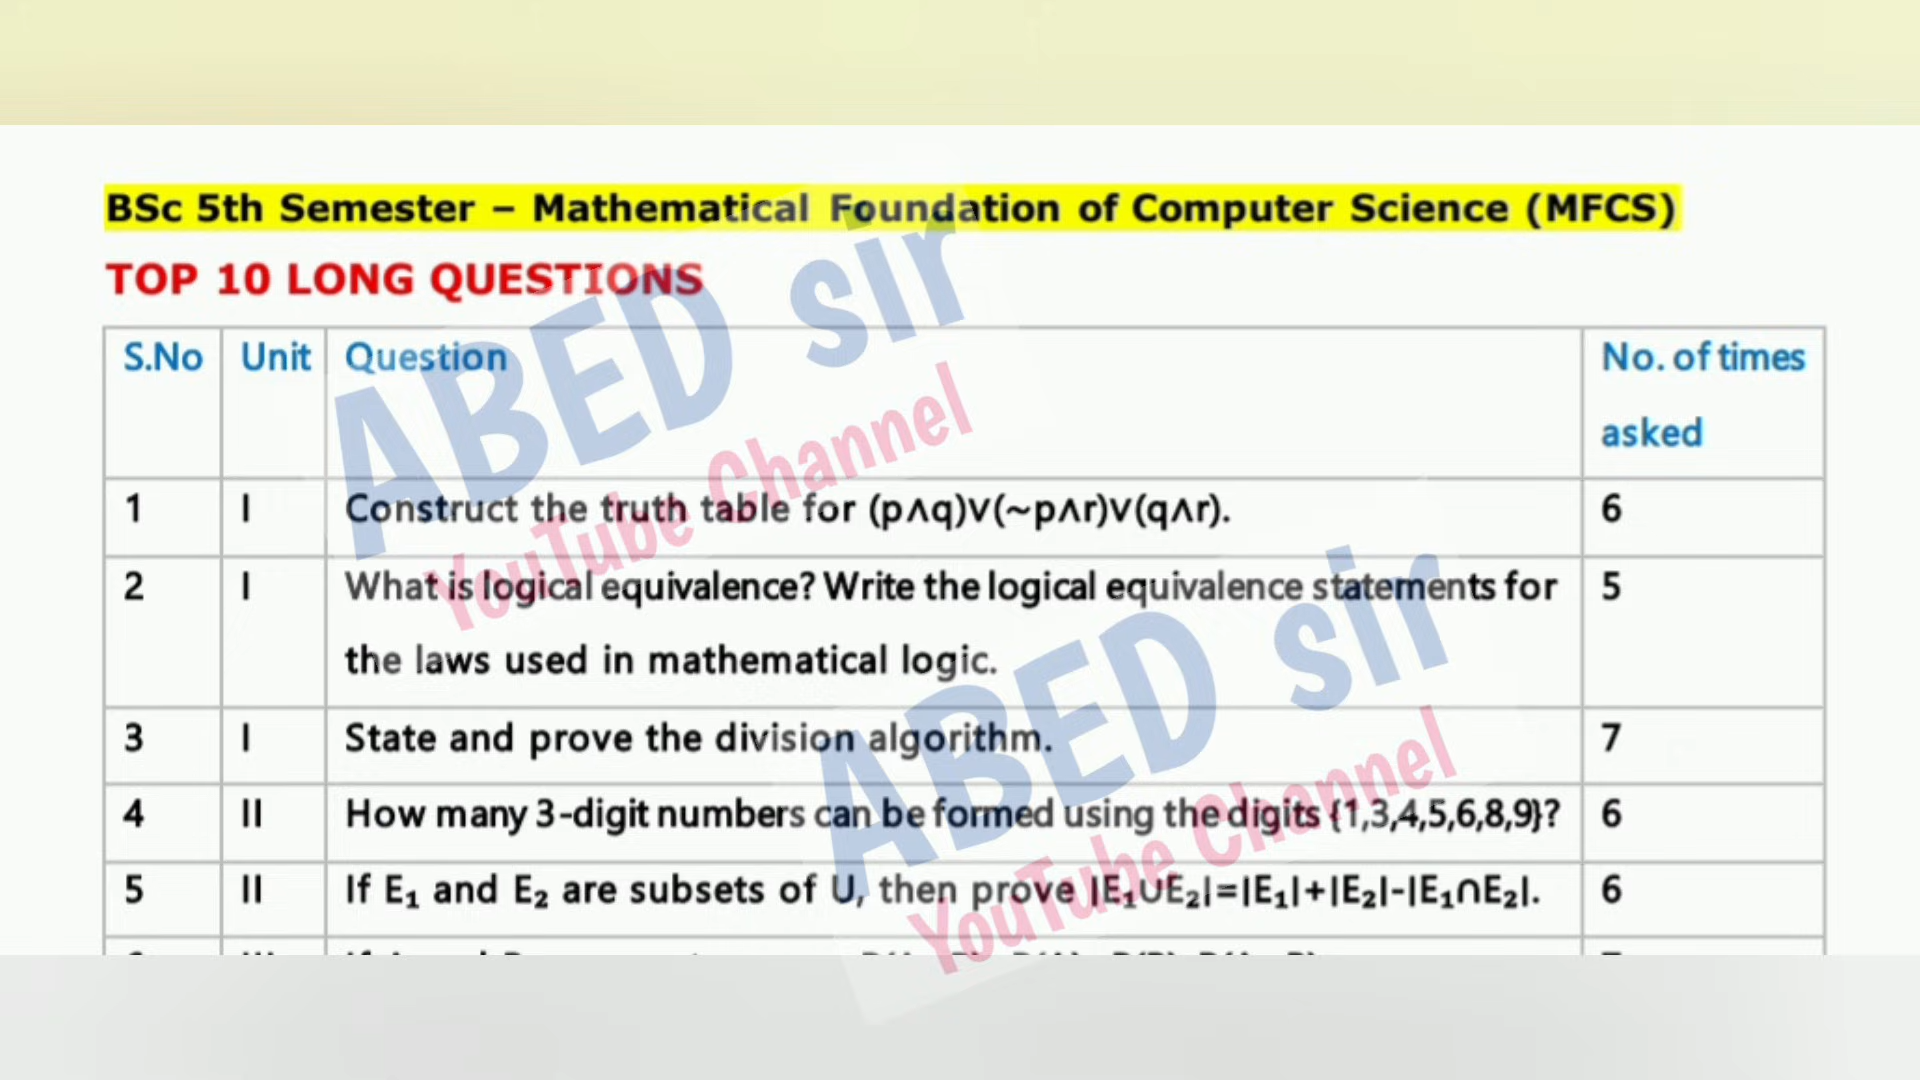 BSc 5th Semester – Mathematical Foundation of Computer Science (MFCS)
TOP 10 LONG QUESTIONS
S.No Unit Question No. of times asked
1 I Construct the truth table for (p∧q)∨(~p∧r)∨(q∧r). 6
2 I What is logical equivalence? Write the logical equivalence statements for 5
the laws used in mathematical logic.
3 I State and prove the division algorithm. 7
4 II How many 3-digit numbers can be formed using the digits {1,3,4,5,6,8,9}? 6
5 II If E₁ and E₂ are subsets of U, then prove |E₁∪E₂|=|E₁|+|E₂|-|E₁∩E₂|. 6
ABED sir
YouTube Channel
ABED sir
YouTube Channel